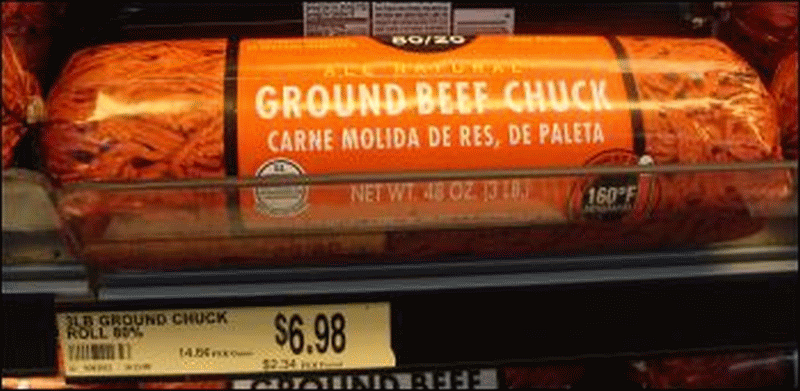 80/20
ALL NATURAL
GROUND BEEF CHUCK
CARNE MOLIDA DE RES, DE PALETA
NET WT. 48 OZ. (3 LB.)
160°F
3LB GROUND CHUCK
ROLL 80%
$6.98
$2.34
GROUND BEEF